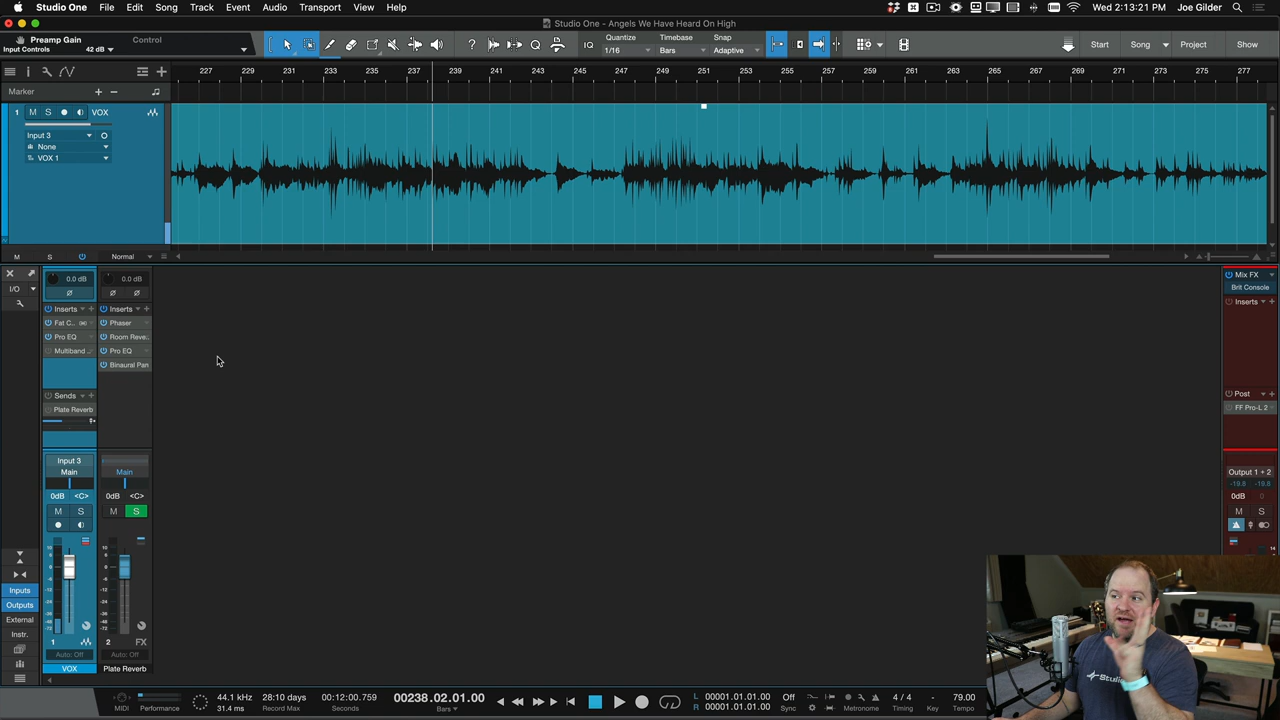 Studio One File Edit Song Track Event Audio Transport View Help Wed 2:13:21 PM Joe Gilder
Studio One - Angels We Have Heard On High
Preamp Gain Control
Input Controls 42 dB
IQ Quantize Timebase Snap
1/16 Bars Adaptive
Start Song Project Show
227 229 231 233 235 237 239 241 243 245 247 249 251 253 255 257 259 261 263 265 267 269 271 273 275 277
Marker
1 M S VOX
Input 3
None
VOX 1
M S Normal
I/O 0.0 dB 0.0 dB Mix FX
Brit Console
Inserts Inserts Inserts
Fat C... Phaser
Pro EQ Room Reve..
Multiband .. Pro EQ
Binaural Pan
Sends Post
Plate Reverb FF Pro-L 2
Input 3
Main Main Output 1 + 2
-19.8 -19.8
0dB <C> 0dB <C> 0dB 0
M S M S M S
Inputs
Outputs
External
Instr.
1 2 FX
Auto: Off Auto: Off
VOX Plate Reverb
MIDI Performance 44.1 kHz 28:10 days 00:12:00.759 00238.02.01.00 L 00001.01.01.00 Off 4 / 4 - 79.00
31.4 ms Record Max Seconds Bars R 00001.01.01.00 Sync Metronome Timing Key Tempo